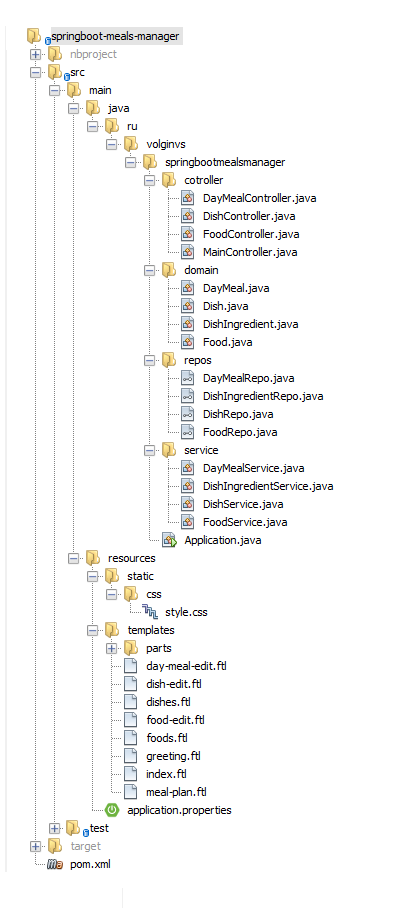 springboot-meals-manager
nbproject
src
main
java
ru
volginvs
springbootmealsmanager
cotroller
DayMealController.java
DishController.java
FoodController.java
MainController.java
domain
DayMeal.java
Dish.java
DishIngredient.java
Food.java
repos
DayMealRepo.java
DishIngredientRepo.java
DishRepo.java
FoodRepo.java
service
DayMealService.java
DishIngredientService.java
DishService.java
FoodService.java
Application.java
resources
static
css
style.css
templates
parts
day-meal-edit.ftl
dish-edit.ftl
dishes.ftl
food-edit.ftl
foods.ftl
greeting.ftl
index.ftl
meal-plan.ftl
application.properties
test
target
pom.xml